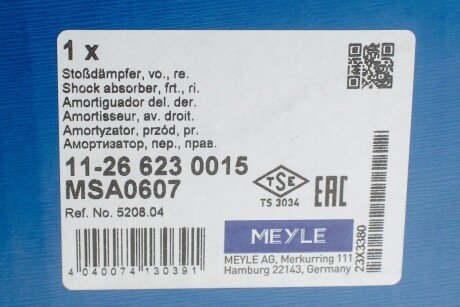 1 x
Stoßdämpfer, vo., re.
Shock absorber, frt., ri.
Amortiguador del. der.
Amortisseur, av. droit.
Amortyzator, przód, pr.
Амортизатор, пер., прав.
11-26 623 0015
MSA0607
Ref. No. 5208.04
TSE
TS 3034
EAC
MEYLE
MEYLE AG, Merkurring 111
Hamburg 22143, Germany
23X3380
4 040074 130391